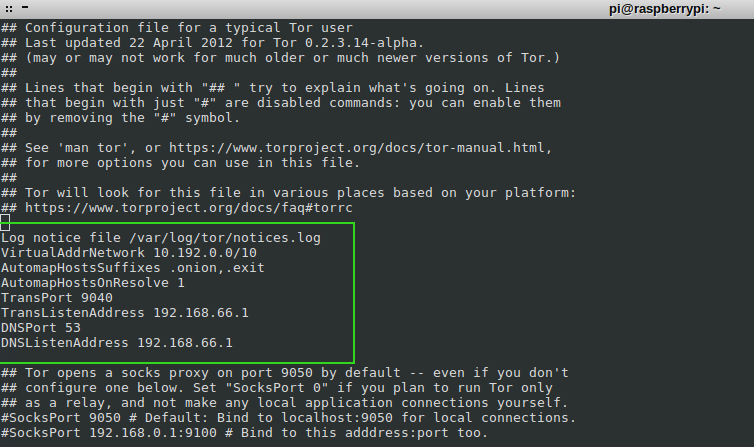 pi@raspberrypi: ~
## Configuration file for a typical Tor user
## Last updated 22 April 2012 for Tor 0.2.3.14-alpha.
## (may or may not work for much older or much newer versions of Tor.)
##
## Lines that begin with "## " try to explain what's going on. Lines
## that begin with just "#" are disabled commands: you can enable them
## by removing the "#" symbol.
##
## See 'man tor', or https://www.torproject.org/docs/tor-manual.html,
## for more options you can use in this file.
##
## Tor will look for this file in various places based on your platform:
## https://www.torproject.org/docs/faq#torrc
Log notice file /var/log/tor/notices.log
VirtualAddrNetwork 10.192.0.0/10
AutomapHostsSuffixes .onion,.exit
AutomapHostsOnResolve 1
TransPort 9040
TransListenAddress 192.168.66.1
DNSPort 53
DNSListenAddress 192.168.66.1
## Tor opens a socks proxy on port 9050 by default -- even if you don't
## configure one below. Set "SocksPort 0" if you plan to run Tor only
## as a relay, and not make any local application connections yourself.
#SocksPort 9050 # Default: Bind to localhost:9050 for local connections.
#SocksPort 192.168.0.1:9100 # Bind to this adddress:port too.